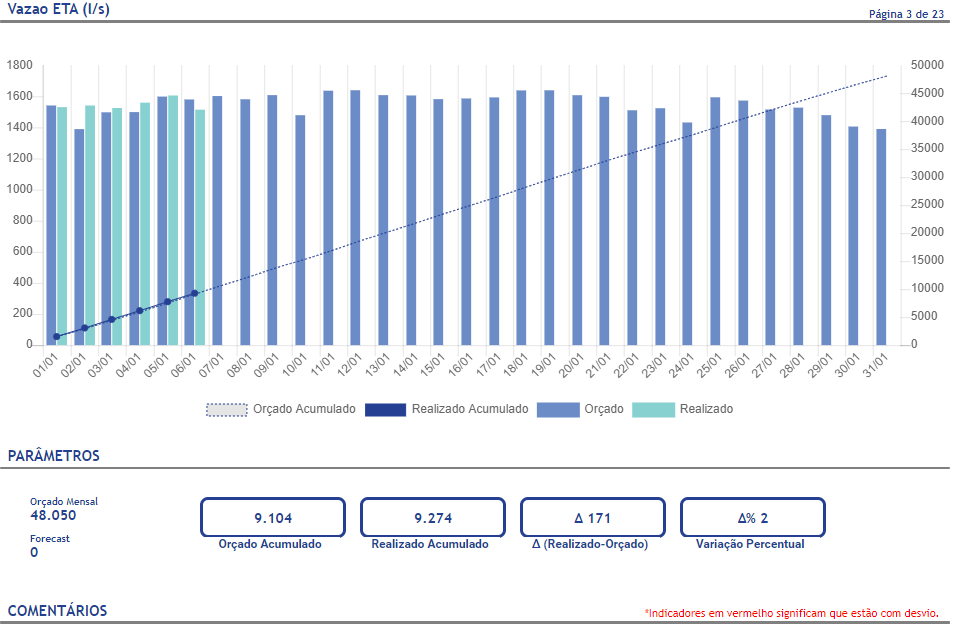 Vazao ETA (l/s)
Página 3 de 23
1800
1600
1400
1200
1000
800
600
400
200
0
50000
45000
40000
35000
30000
25000
20000
15000
10000
5000
0
01/01 02/01 03/01 04/01 05/01 06/01 07/01 08/01 09/01 10/01 11/01 12/01 13/01 14/01 15/01 16/01 17/01 18/01 19/01 20/01 21/01 22/01 23/01 24/01 25/01 26/01 27/01 28/01 29/01 30/01 31/01
Orçado Acumulado Realizado Acumulado Orçado Realizado
PARÂMETROS
Orçado Mensal
48.050
Forecast
0
9.104
Orçado Acumulado
9.274
Realizado Acumulado
Δ 171
Δ (Realizado-Orçado)
Δ% 2
Variação Percentual
COMENTÁRIOS
*Indicadores em vermelho significam que estão com desvio.